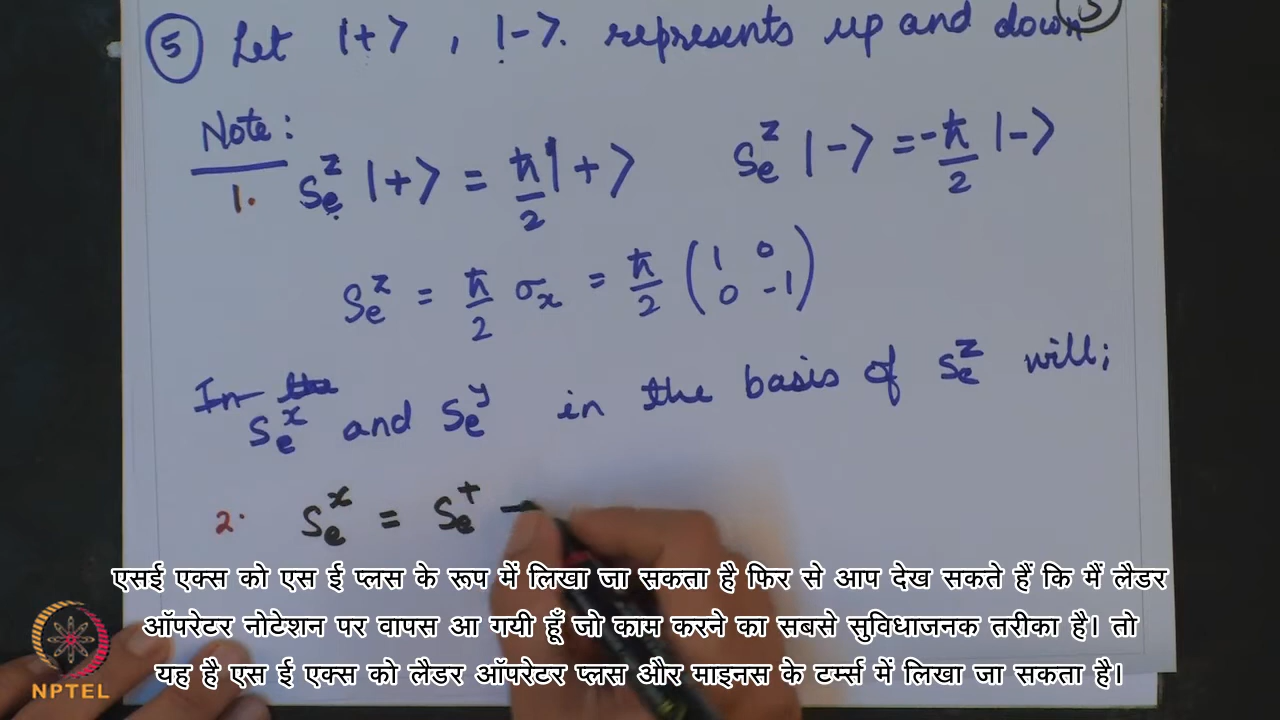 ⑤ Let |+⟩ , |-⟩. represents up and down
Note:
1. Sₑᶻ |+⟩ = ħ/2 |+⟩ Sₑᶻ |-⟩ = -ħ/2 |-⟩
Sₑᶻ = ħ/2 σₓ = ħ/2 (1 0 0 -1)
In the
Sₑˣ and Sₑʸ in the basis of Sₑᶻ will;
2. Sₑˣ = Sₑ⁺
एसई एक्स को एस ई प्लस के रूप में लिखा जा सकता है फिर से आप देख सकते हैं कि मैं लैडर
ऑपरेटर नोटेशन पर वापस आ गयी हूँ जो काम करने का सबसे सुविधाजनक तरीका है। तो
यह है एस ई एक्स को लैडर ऑपरेटर प्लस और माइनस के टर्म्स में लिखा जा सकता है।
NPTEL